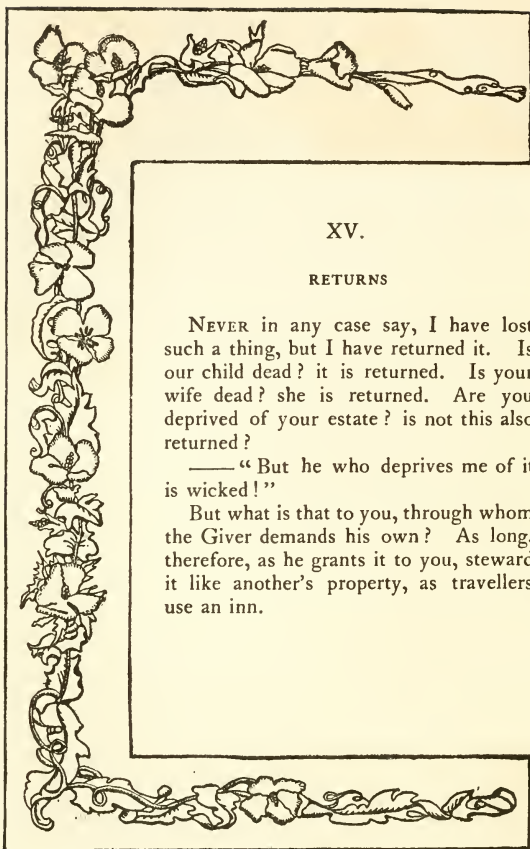 XV.
RETURNS
NEVER in any case say, I have lost
such a thing, but I have returned it. Is
our child dead? it is returned. Is your
wife dead? she is returned. Are you
deprived of your estate? is not this also
returned?
—— “But he who deprives me of it
is wicked!”
But what is that to you, through whom
the Giver demands his own? As long,
therefore, as he grants it to you, steward
it like another's property, as travellers
use an inn.